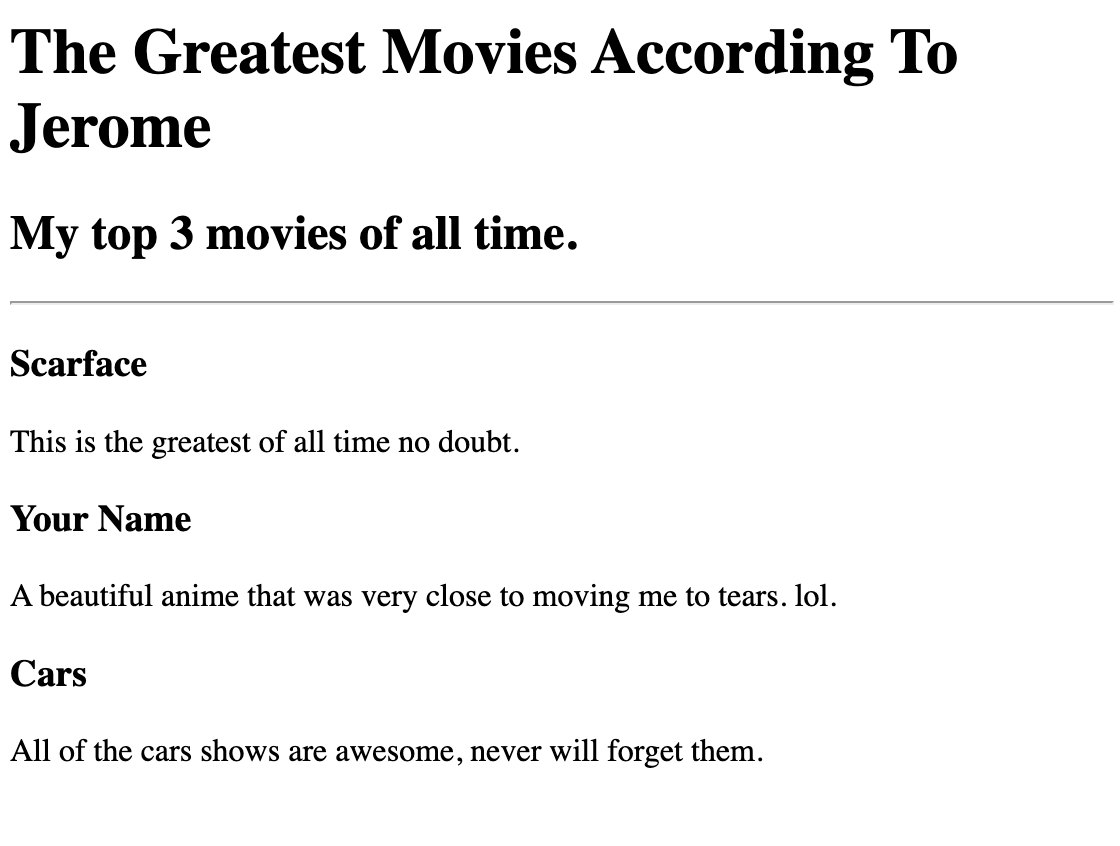 The Greatest Movies According To
Jerome
My top 3 movies of all time.
Scarface
This is the greatest of all time no doubt.
Your Name
A beautiful anime that was very close to moving me to tears. lol.
Cars
All of the cars shows are awesome, never will forget them.